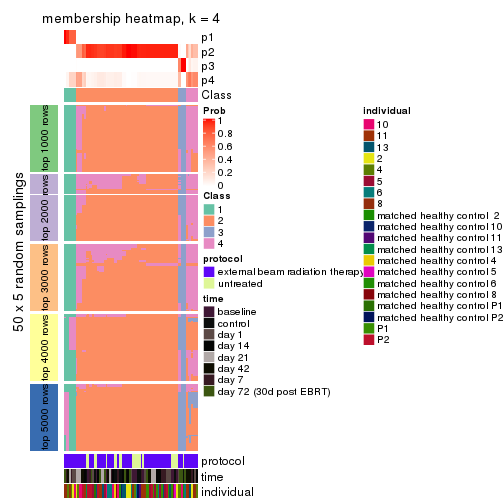 membership heatmap, k = 4
p1
p2
p3
p4
Class
50 x 5 random samplings
top 1000 rows
top 2000 rows
top 3000 rows
top 4000 rows
top 5000 rows
protocol
time
individual
Prob
1
0.8
0.6
0.4
0.2
0
Class
1
2
3
4
protocol
external beam radiation therapy
untreated
time
baseline
control
day 1
day 14
day 21
day 42
day 7
day 72 (30d post EBRT)
individual
10
11
13
2
4
5
6
8
matched healthy control 2
matched healthy control 10
matched healthy control 11
matched healthy control 13
matched healthy control 4
matched healthy control 5
matched healthy control 6
matched healthy control 8
matched healthy control P1
matched healthy control P2
P1
P2